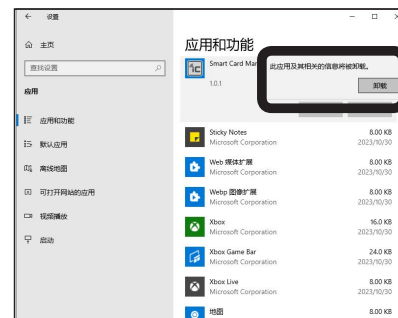 设置
主页
查找设置
应用
应用和功能
默认应用
离线地图
可打开网站的应用
视频播放
启动
应用和功能
Smart Card Mar
1.0.1
此应用及其相关的信息将被卸载。
卸载
Sticky Notes
Microsoft Corporation
8.00 KB
2023/10/30
Web 媒体扩展
Microsoft Corporation
8.00 KB
2023/10/30
Webp 图像扩展
Microsoft Corporation
8.00 KB
2023/10/30
Xbox
Microsoft Corporation
16.0 KB
2023/10/30
Xbox Game Bar
Microsoft Corporation
24.0 KB
2023/10/30
Xbox Live
Microsoft Corporation
8.00 KB
2023/10/30
地图
8.00 KB